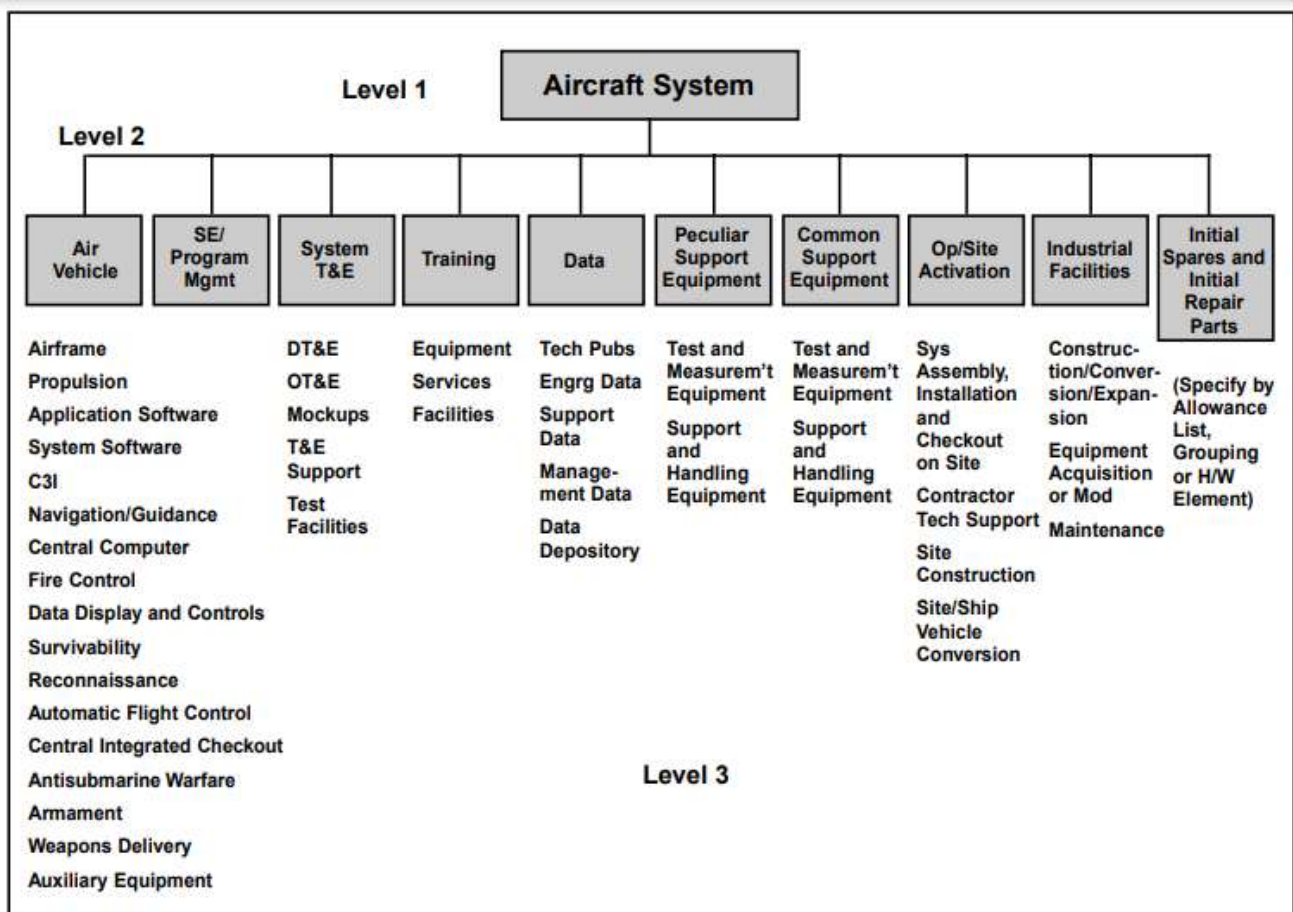 Level 1
Aircraft System
Level 2
Air
Vehicle
SE/
Program
Mgmt
System
T&E
Training
Data
Peculiar
Support
Equipment
Common
Support
Equipment
Op/Site
Activation
Industrial
Facilities
Initial
Spares and
Initial
Repair
Parts
Airframe
Propulsion
Application Software
System Software
C3I
Navigation/Guidance
Central Computer
Fire Control
Data Display and Controls
Survivability
Reconnaissance
Automatic Flight Control
Central Integrated Checkout
Antisubmarine Warfare
Armament
Weapons Delivery
Auxiliary Equipment
DT&E
OT&E
Mockups
T&E
Support
Test
Facilities
Equipment
Services
Facilities
Tech Pubs
Engrg Data
Support
Data
Manage-
ment Data
Data
Depository
Test and
Measurem't
Equipment
Support
and
Handling
Equipment
Test and
Measurem't
Equipment
Support
and
Handling
Equipment
Sys
Assembly,
Installation
and
Checkout
on Site
Contractor
Tech Support
Site
Construction
Site/Ship
Vehicle
Conversion
Construc-
tion/Conver-
sion/Expan-
sion
Equipment
Acquisition
or Mod
Maintenance
(Specify by
Allowance
List,
Grouping
or H/W
Element)
Level 3